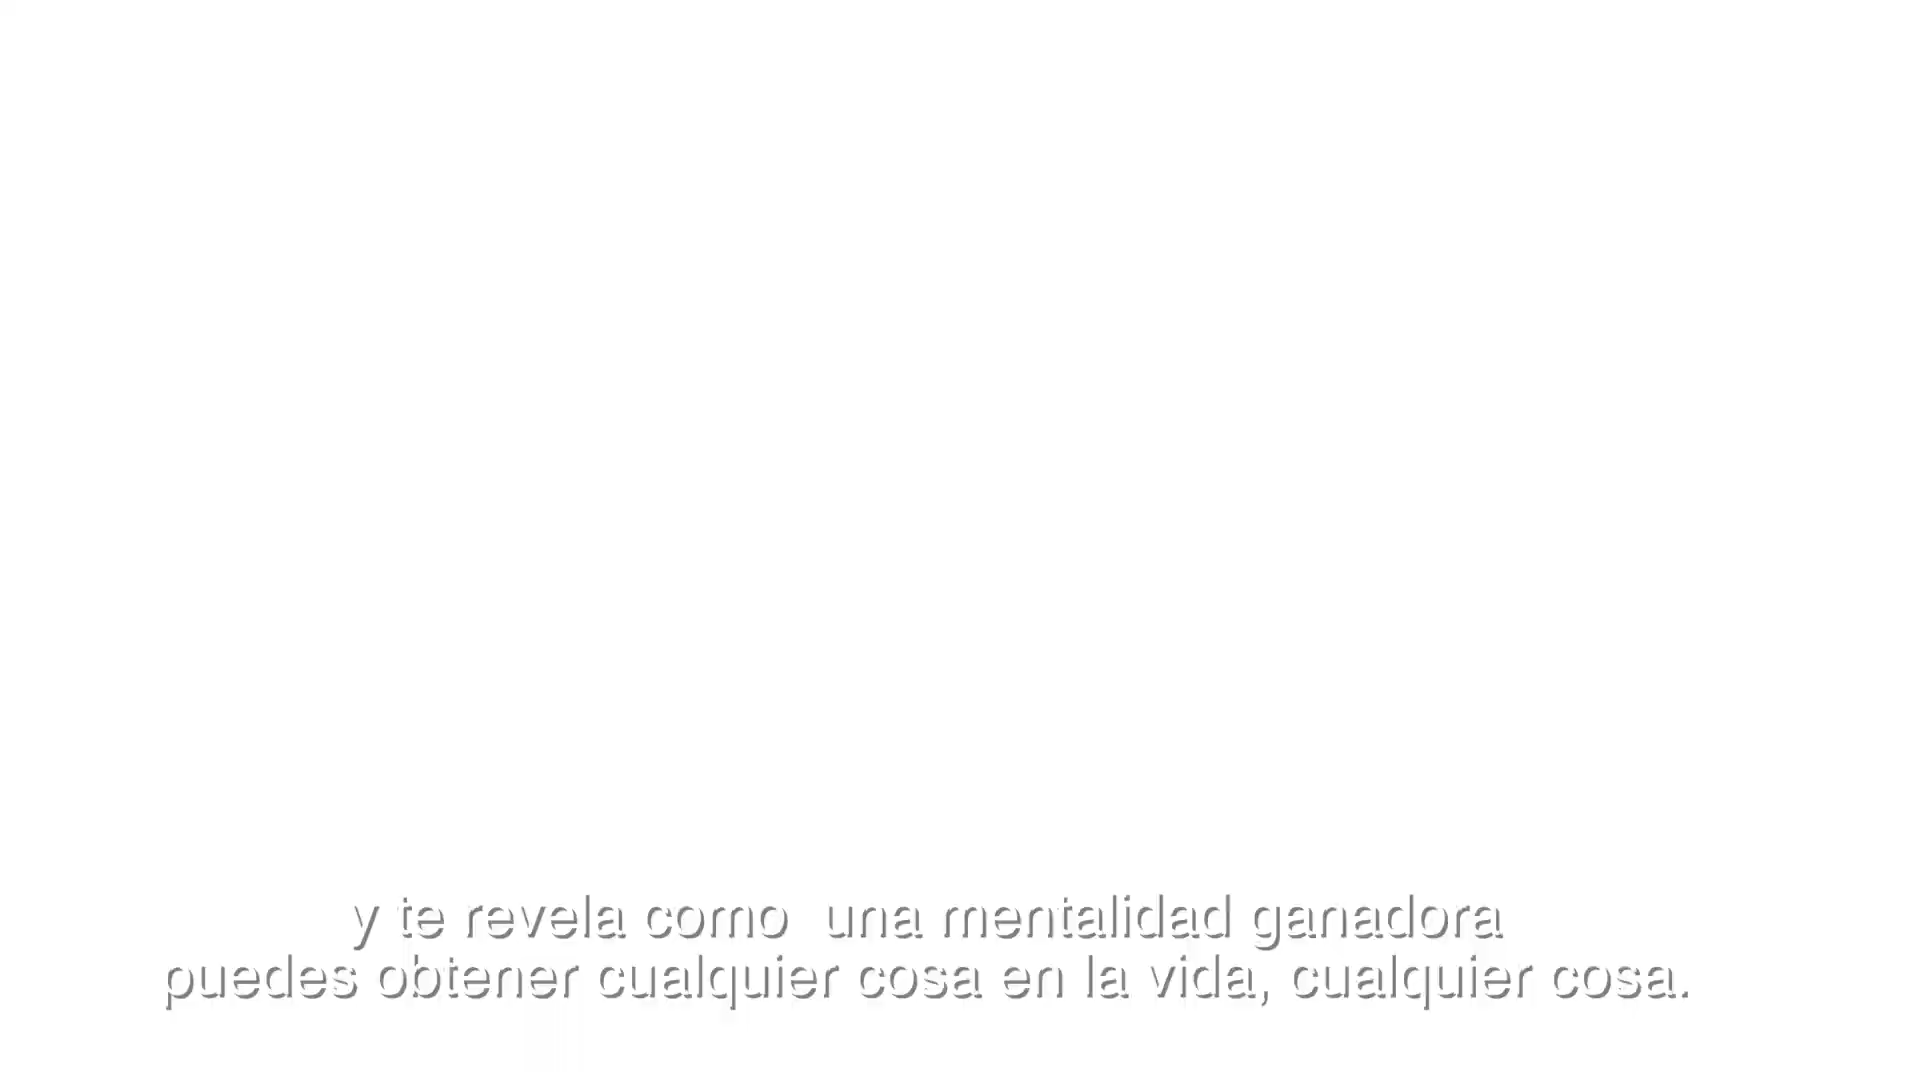 y te revela como  una mentalidad ganadora
puedes obtener cualquier cosa en la vida, cualquier cosa.